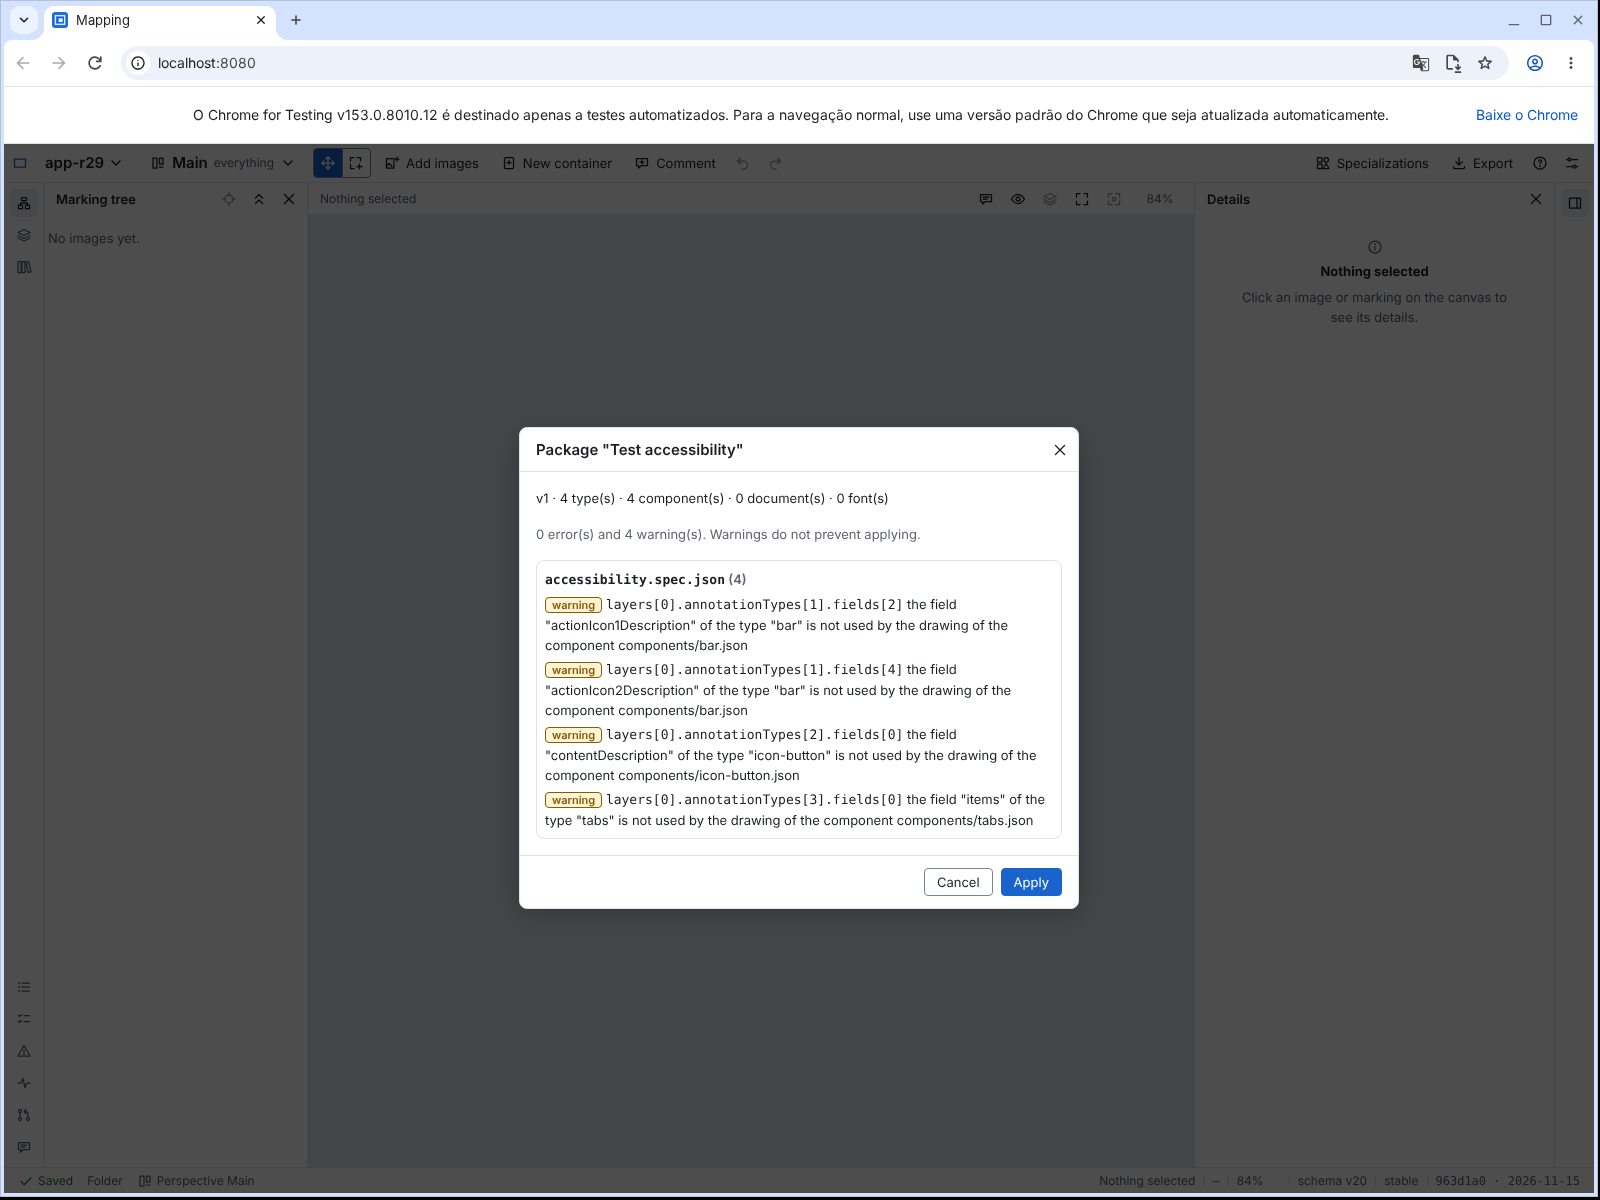 Mapping
localhost:8080
O Chrome for Testing v153.0.8010.12 é destinado apenas a testes automatizados. Para a navegação normal, use uma versão padrão do Chrome que seja atualizada automaticamente.
Baixe o Chrome
app-r29
Main everything
Add images
New container
Comment
Specializations
Export
Marking tree
Nothing selected
84%
Details
No images yet.
Nothing selected
Click an image or marking on the canvas to
see its details.
Package "Test accessibility"
v1 · 4 type(s) · 4 component(s) · 0 document(s) · 0 font(s)
0 error(s) and 4 warning(s). Warnings do not prevent applying.
accessibility.spec.json (4)
warning layers[0].annotationTypes[1].fields[2] the field
"actionIcon1Description" of the type "bar" is not used by the drawing of the
component components/bar.json
warning layers[0].annotationTypes[1].fields[4] the field
"actionIcon2Description" of the type "bar" is not used by the drawing of the
component components/bar.json
warning layers[0].annotationTypes[2].fields[0] the field
"contentDescription" of the type "icon-button" is not used by the drawing of the
component components/icon-button.json
warning layers[0].annotationTypes[3].fields[0] the field "items" of the
type "tabs" is not used by the drawing of the component components/tabs.json
Cancel
Apply
Saved
Folder
Perspective Main
Nothing selected
–
84%
schema v20
stable
963d1a0 · 2026-11-15